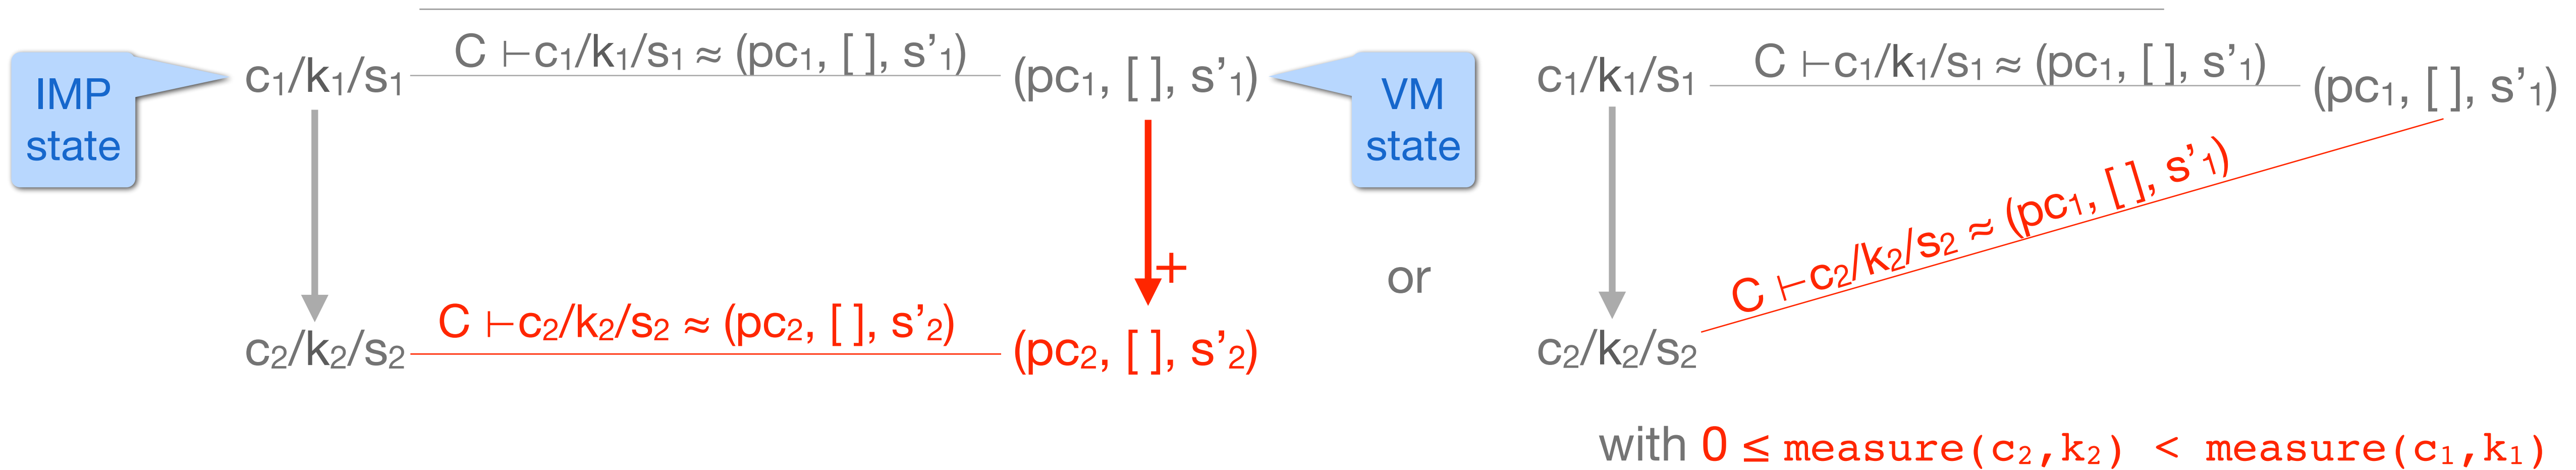 IMP
state
c₁/k₁/s₁
C ⊢c₁/k₁/s₁ ≈ (pc₁, [ ], s’₁)
(pc₁, [ ], s’₁)
VM
state
c₁/k₁/s₁
C ⊢c₁/k₁/s₁ ≈ (pc₁, [ ], s’₁)
(pc₁, [ ], s’₁)
+
or
C ⊢c₂/k₂/s₂ ≈ (pc₁, [ ], s’₁)
c₂/k₂/s₂
C ⊢c₂/k₂/s₂ ≈ (pc₂, [ ], s’₂)
(pc₂, [ ], s’₂)
c₂/k₂/s₂
with 0 ≤ measure(c₂,k₂) < measure(c₁,k₁)